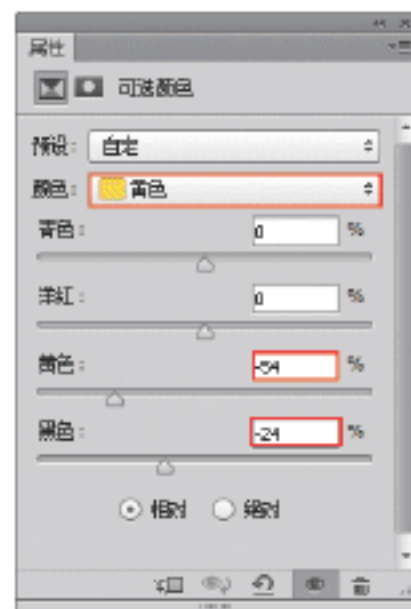 属性
可选颜色
预设： 自定
颜色： 黄色
青色： 0 %
洋红： 0 %
黄色： -54 %
黑色： -24 %
相对 绝对